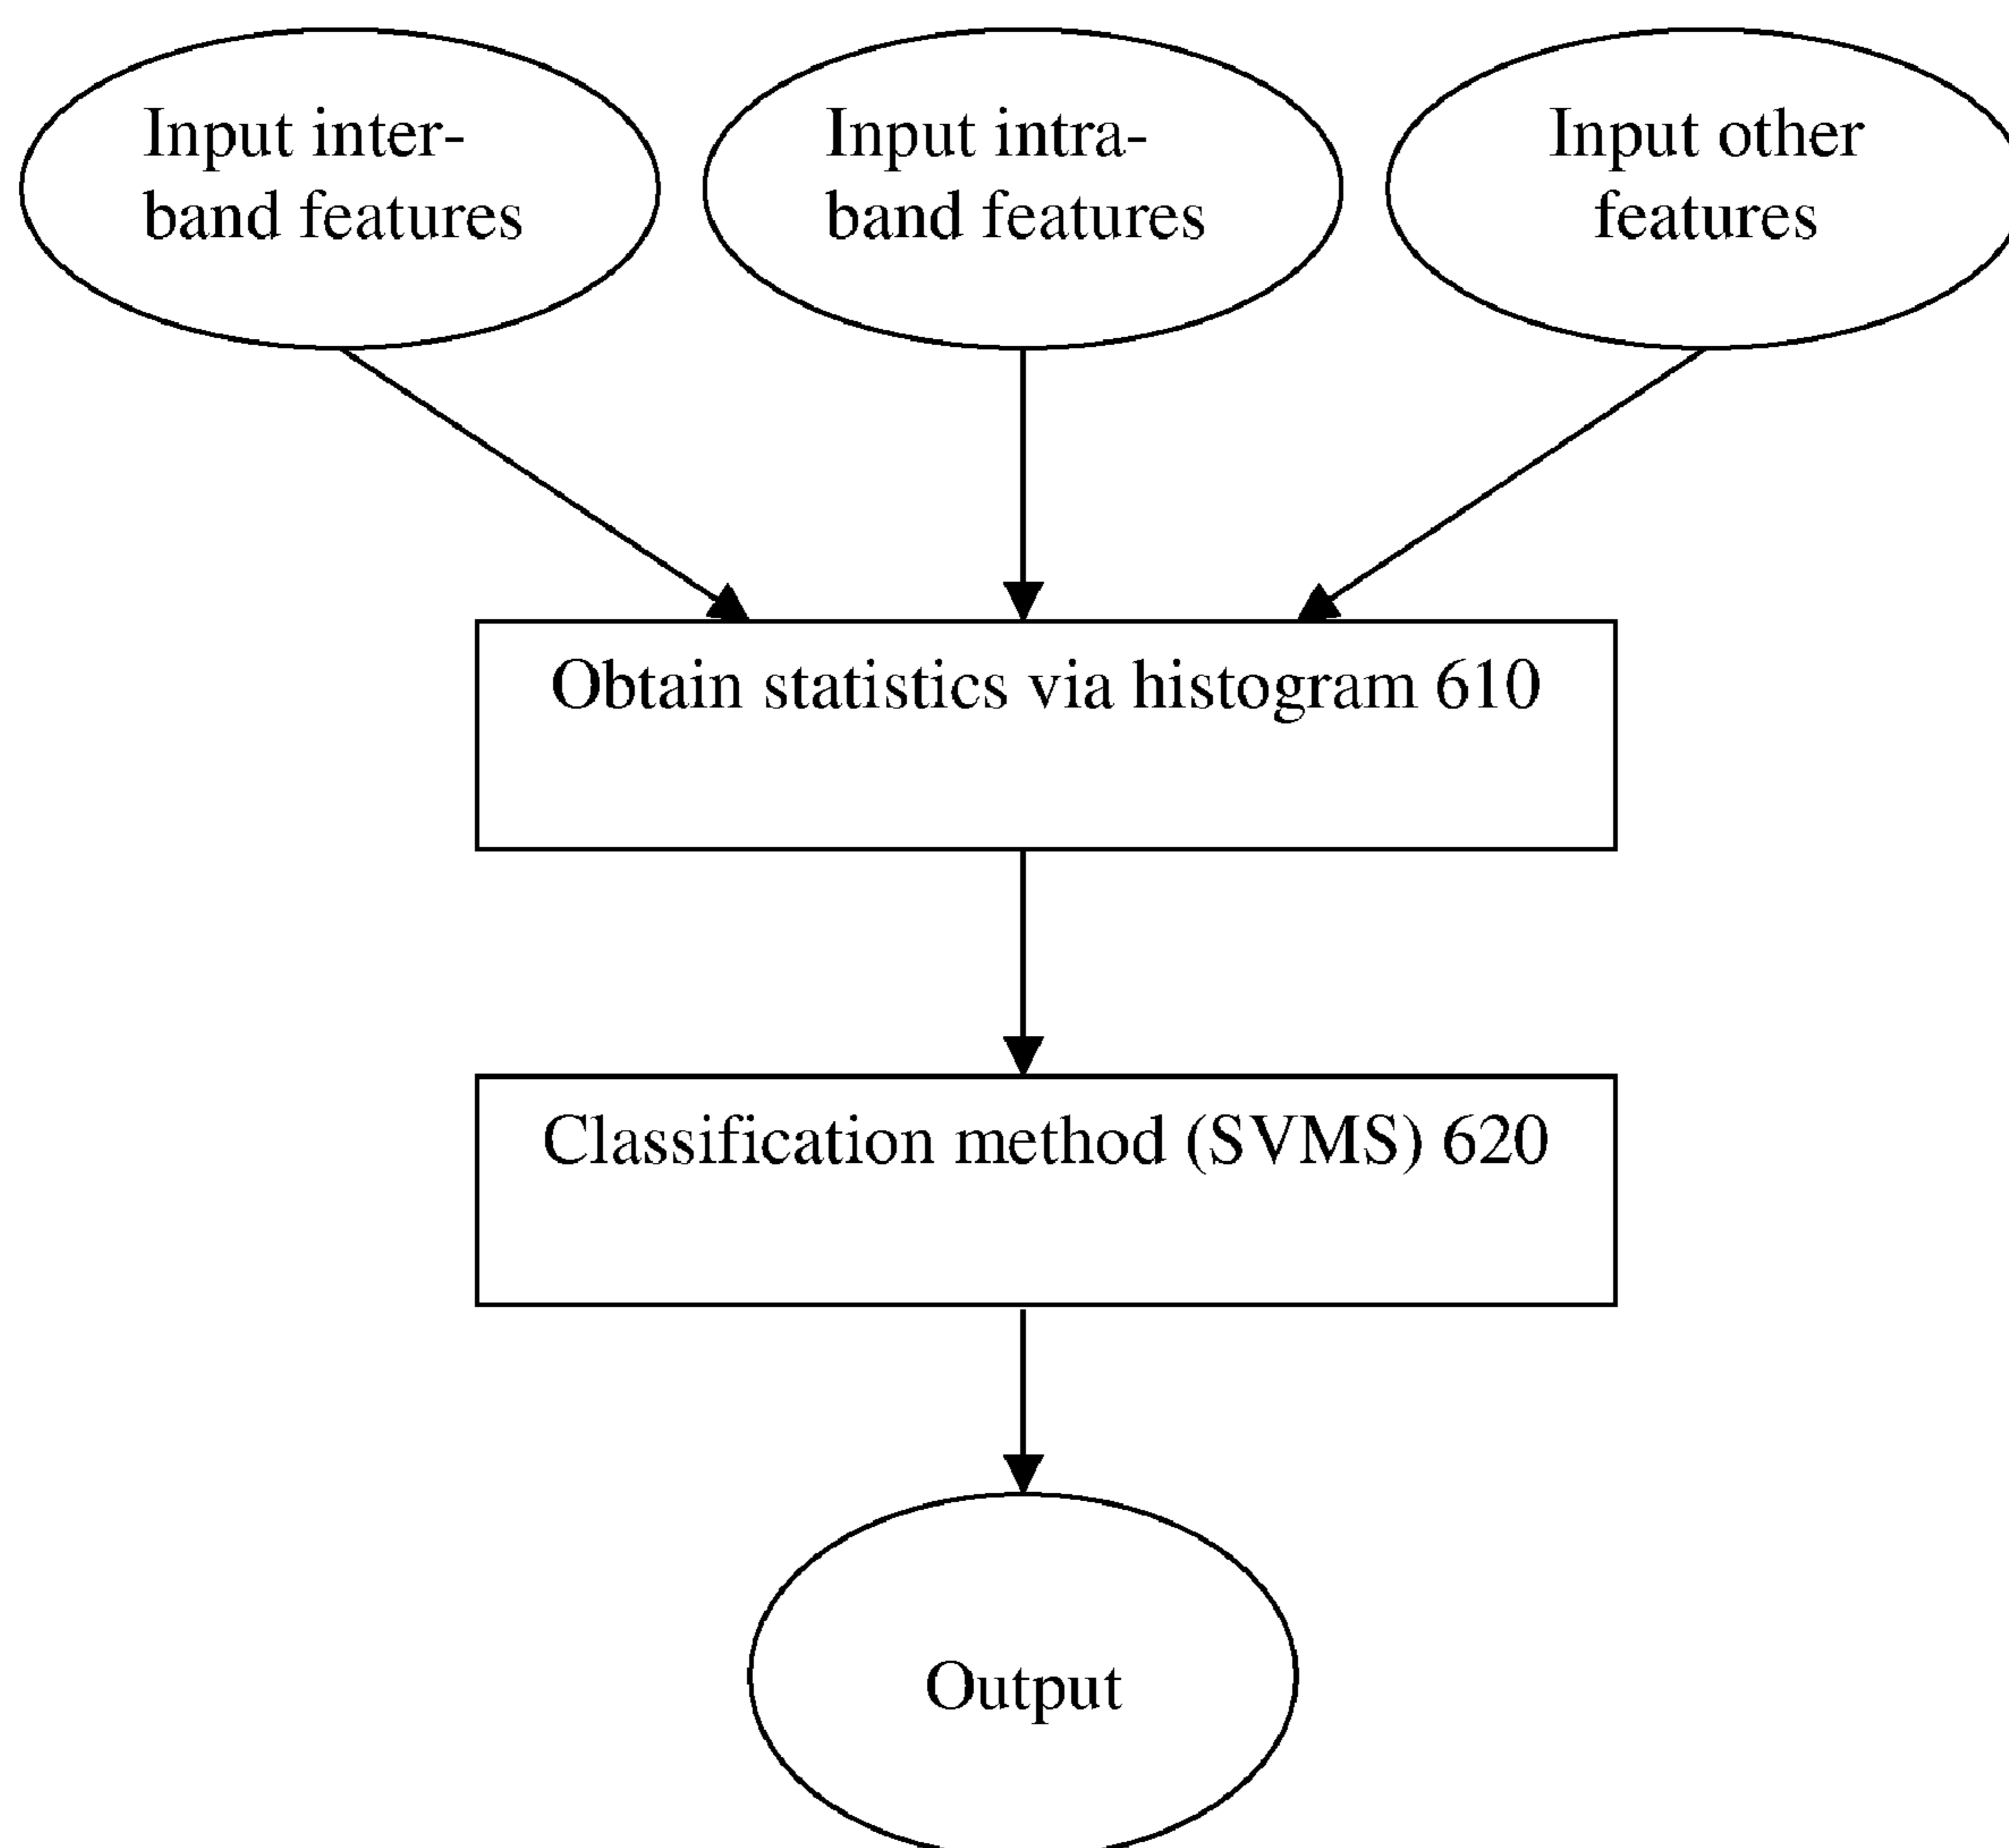 Input inter-
band features
Input intra-
band features
Input other
features
Obtain statistics via histogram 610
Classification method (SVMS) 620
Output